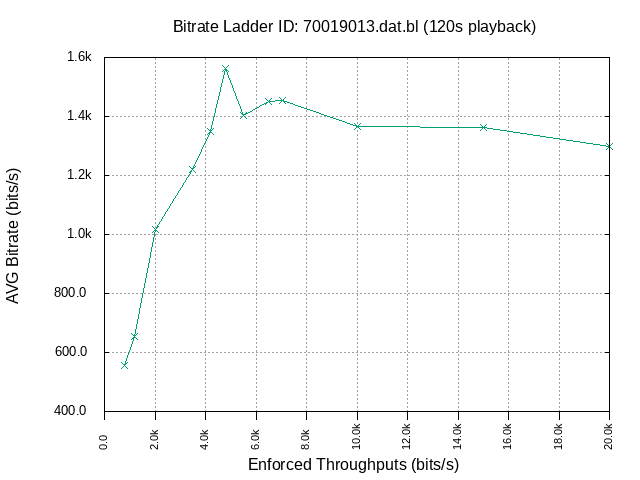 Bitrate Ladder ID: 70019013.dat.bl (120s playback)
1.6k
1.4k
1.2k
1.0k
800.0
600.0
400.0
AVG Bitrate (bits/s)
0.0
2.0k
4.0k
6.0k
8.0k
10.0k
12.0k
14.0k
16.0k
18.0k
20.0k
Enforced Throughputs (bits/s)